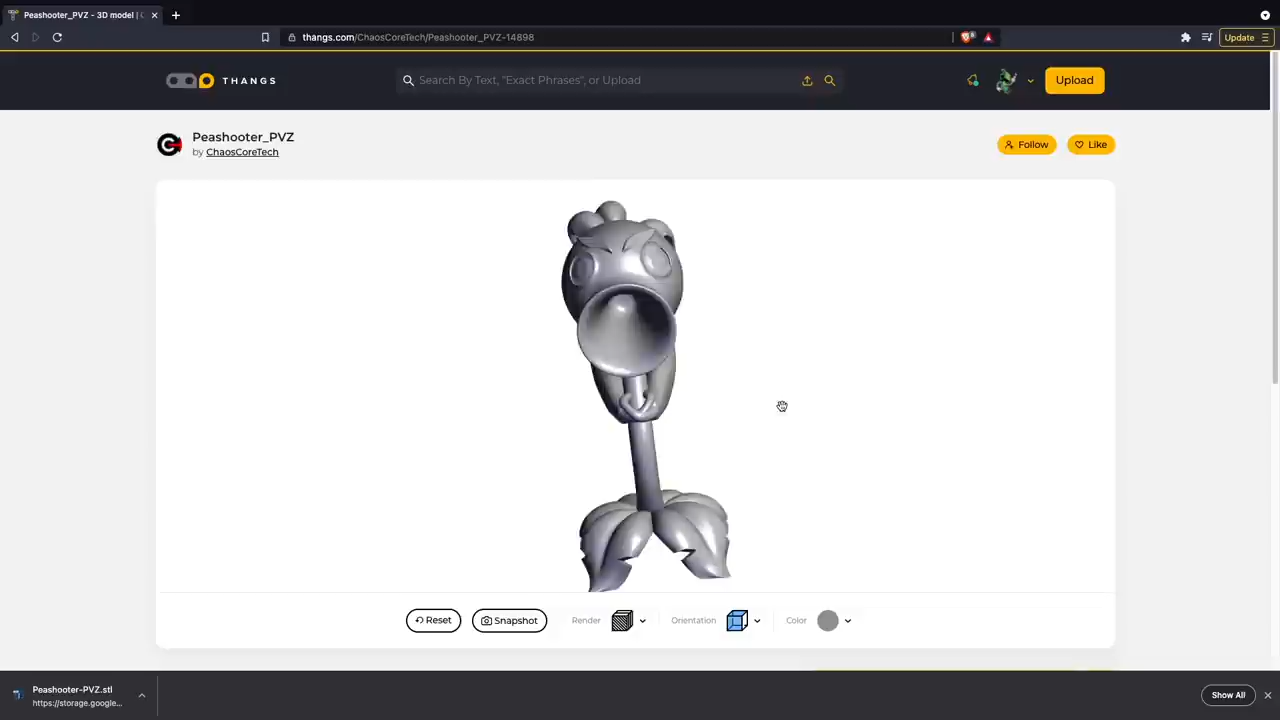 Peashooter_PVZ - 3D model | (
thangs.com/ChaosCoreTech/Peashooter_PVZ-14898
Update
THANGS
Search By Text, "Exact Phrases", or Upload
Upload
Peashooter_PVZ
by ChaosCoreTech
Follow
Like
Reset
Snapshot
Render
Orientation
Color
Peashooter-PVZ.stl
https://storage.google...
Show All